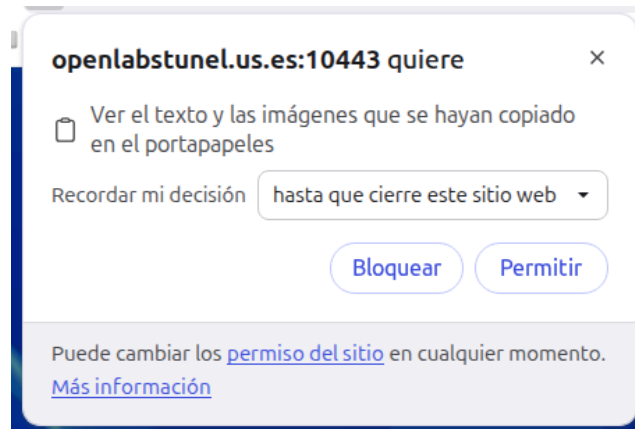 openlabstunel.us.es:10443 quiere
Ver el texto y las imágenes que se hayan copiado
en el portapapeles
Recordar mi decisión hasta que cierre este sitio web
Bloquear Permitir
Puede cambiar los permiso del sitio en cualquier momento.
Más información